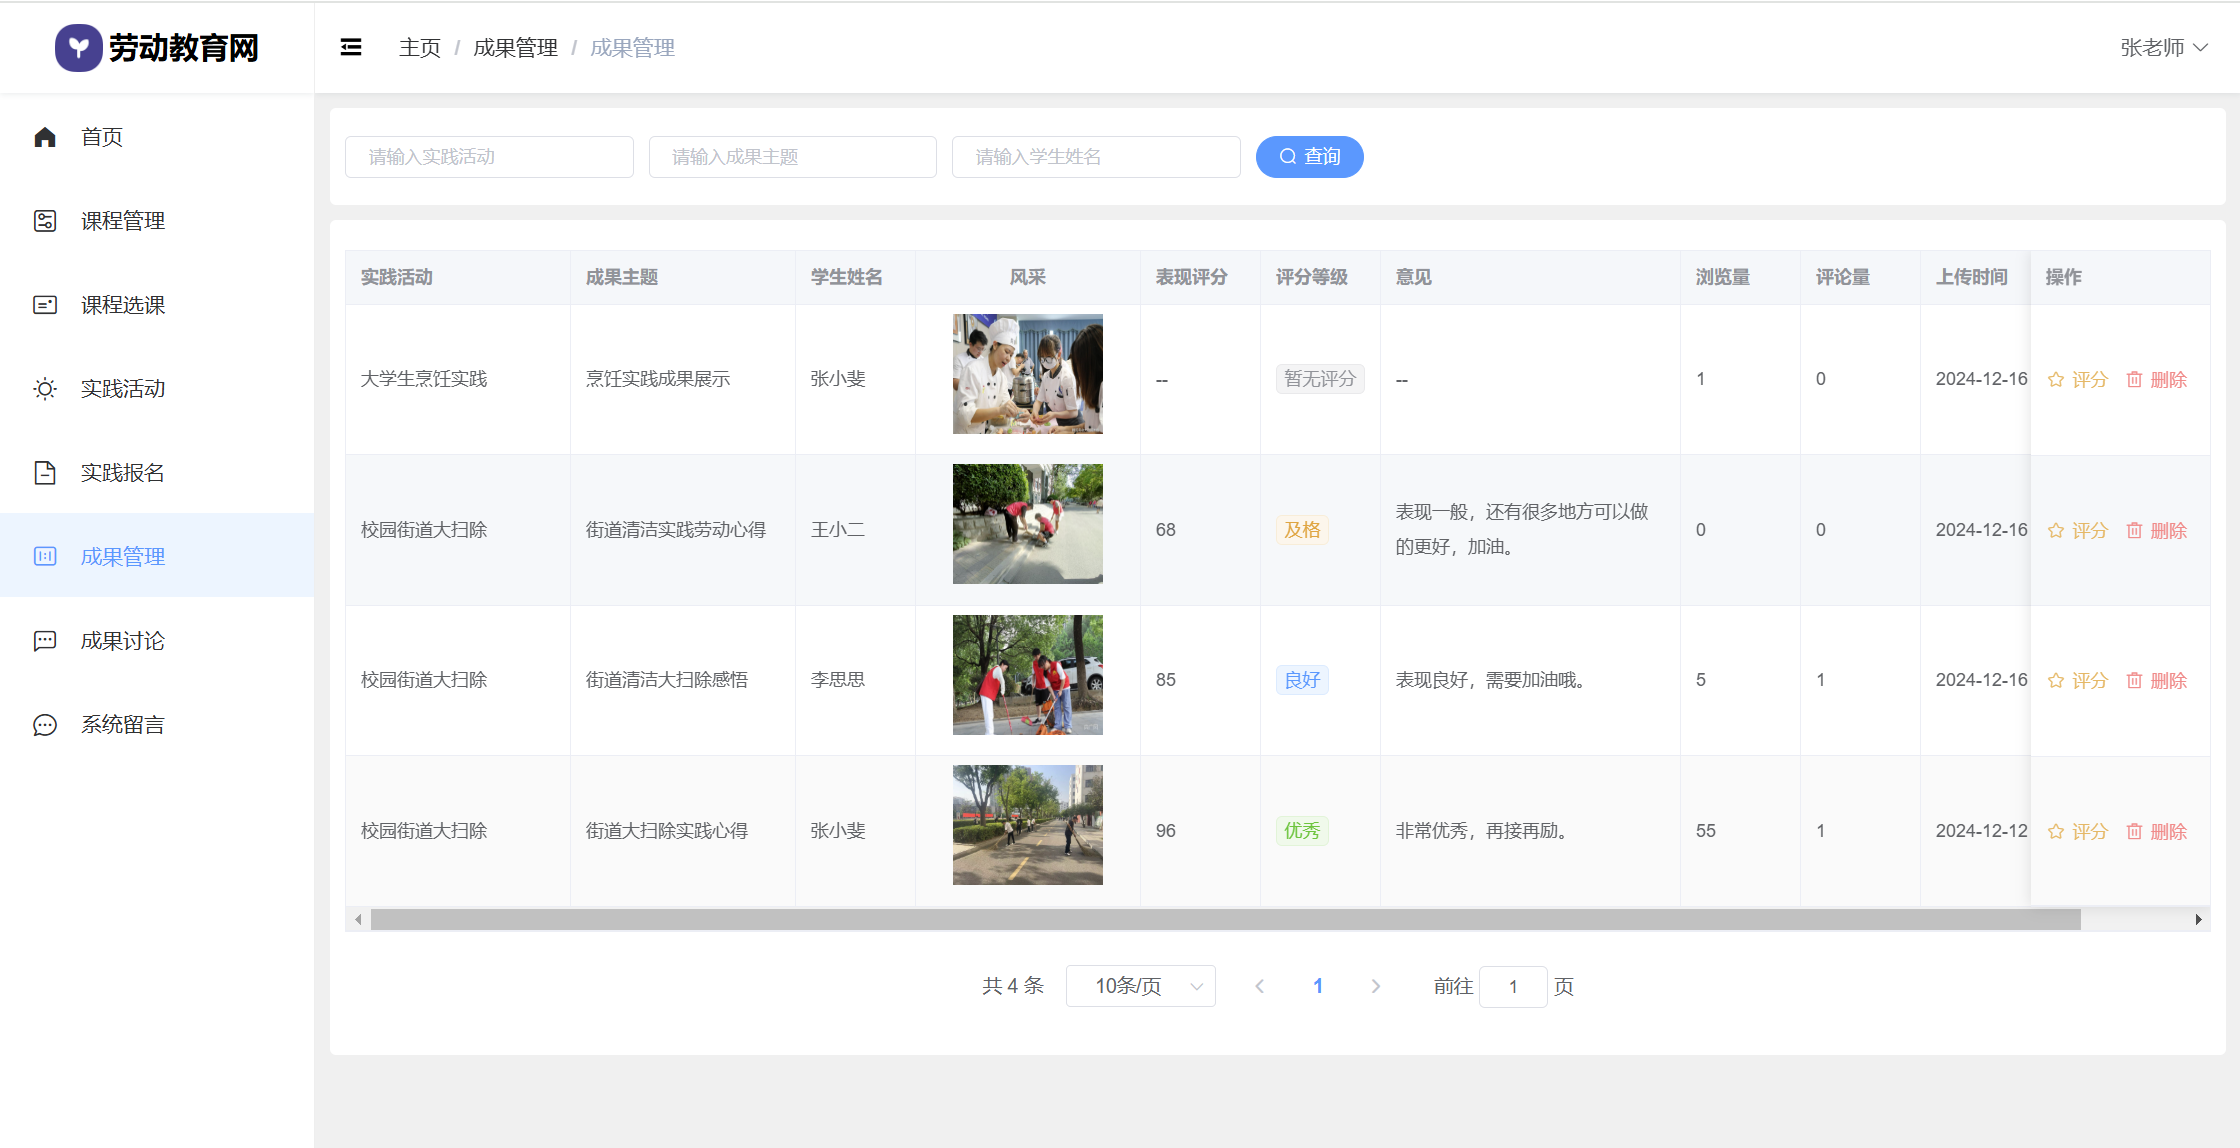 劳动教育网
主页 / 成果管理 / 成果管理
张老师
首页
课程管理
课程选课
实践活动
实践报名
成果管理
成果讨论
系统留言
请输入实践活动 请输入成果主题 请输入学生姓名 查询
实践活动 成果主题 学生姓名 风采 表现评分 评分等级 意见 浏览量 评论量 上传时间 操作
大学生烹饪实践 烹饪实践成果展示 张小斐 -- 暂无评分 -- 1 0 2024-12-16 评分 删除
校园街道大扫除 街道清洁实践劳动心得 王小二 68 及格 表现一般，还有很多地方可以做
的更好，加油。 0 0 2024-12-16 评分 删除
校园街道大扫除 街道清洁大扫除感悟 李思思 85 良好 表现良好，需要加油哦。 5 1 2024-12-16 评分 删除
校园街道大扫除 街道大扫除实践心得 张小斐 96 优秀 非常优秀，再接再励。 55 1 2024-12-12 评分 删除
共 4 条 10条/页 1 前往 1 页